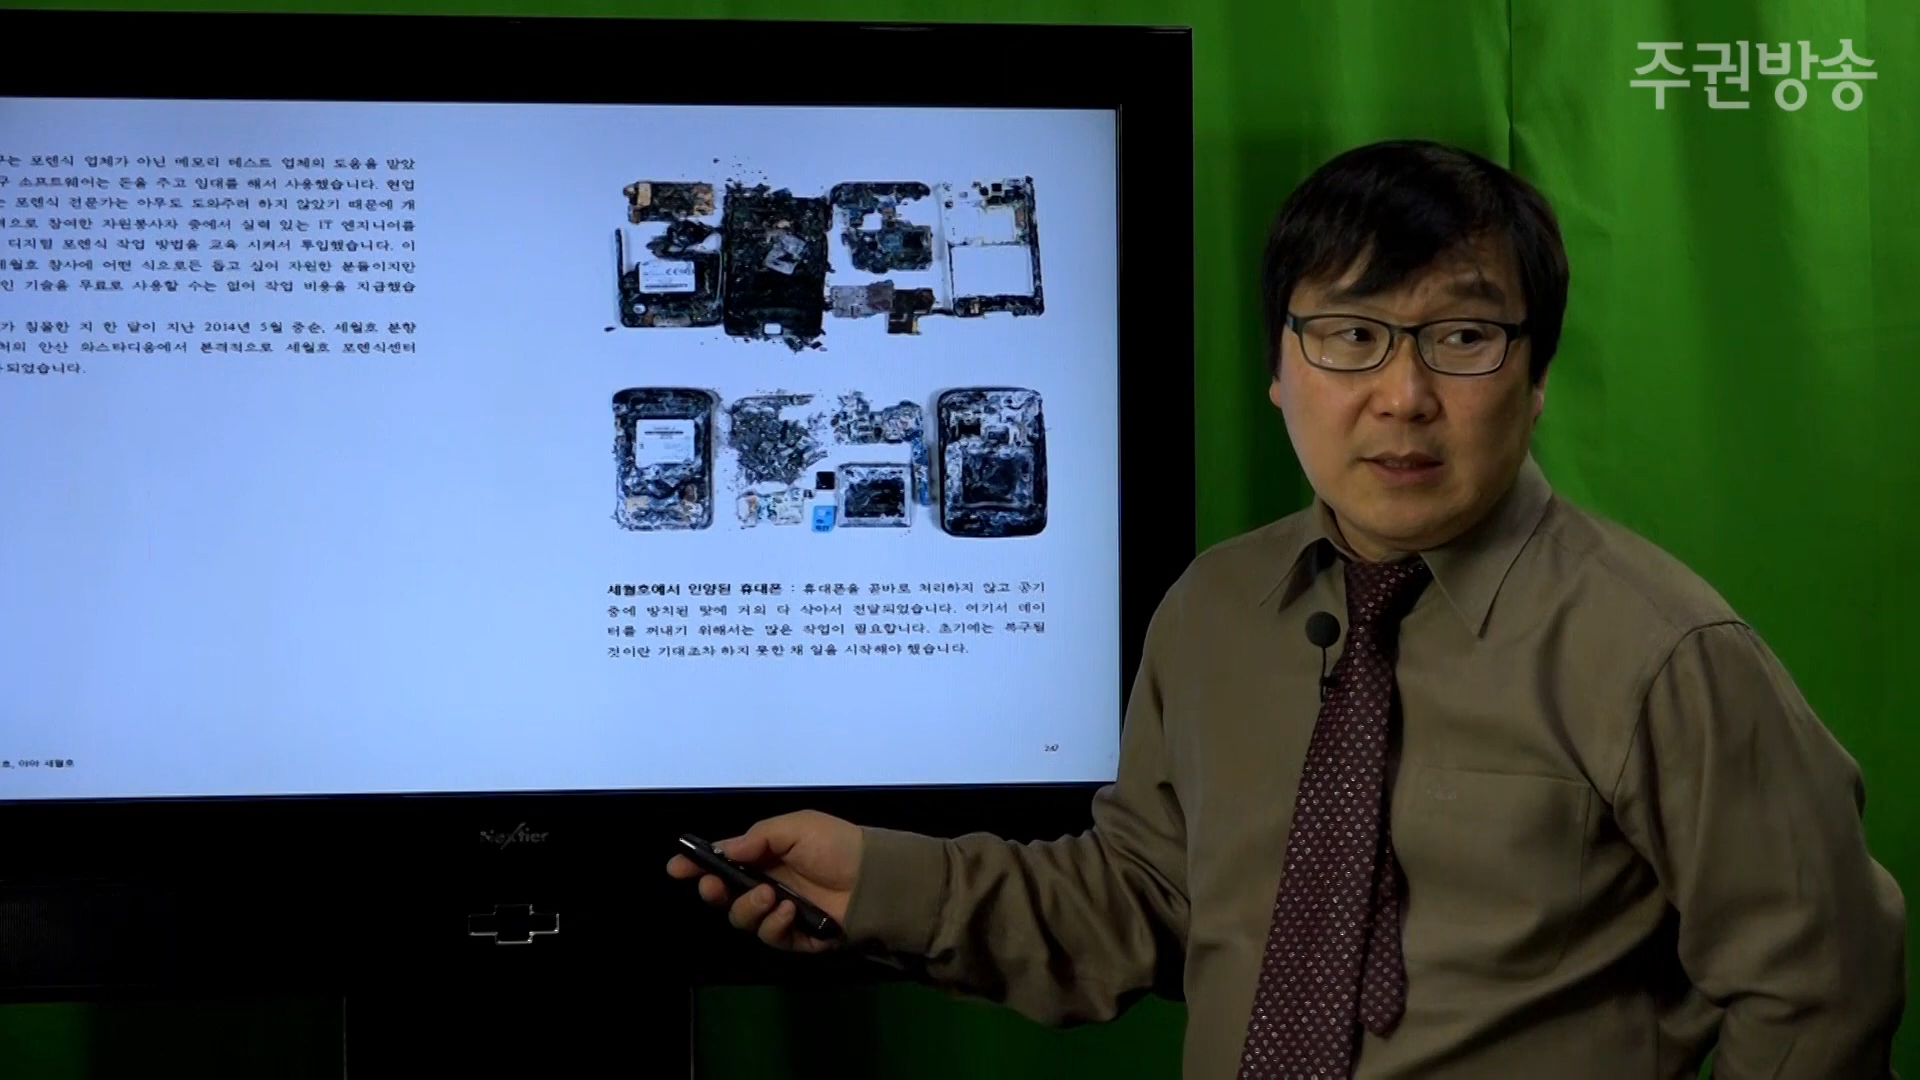 주권방송
구는 포렌식 업체가 아닌 메모리 테스트 업체의 도움을 받았
구 소프트웨어는 돈을 주고 임대를 해서 사용했습니다. 현업
는 포렌식 전문가는 아무도 도와주려 하지 않았기 때문에 개
적으로 참여한 자원봉사자 중에서 실력 있는 IT 엔지니어를
디지털 포렌식 작업 방법을 교육 시켜서 투입했습니다. 이
세월호 참사에 어떤 식으로든 돕고 싶어 자원한 분들이지만
인 기술을 무료로 사용할 수는 없어 작업 비용을 지급했습
가 침몰한 지 한 달이 지난 2014년 5월 중순, 세월호 분향
처의 안산 와스타디움에서 본격적으로 세월호 포렌식센터
되었습니다.
세월호에서 인양된 휴대폰 : 휴대폰을 곧바로 처리하지 않고 공기
중에 방치된 탓에 거의 다 삭아서 전달되었습니다. 여기서 데이
터를 꺼내기 위해서는 많은 작업이 필요합니다. 초기에는 복구될
것이란 기대조차 하지 못한 채 일을 시작해야 했습니다.
247
호, 아아 세월호
Nextier